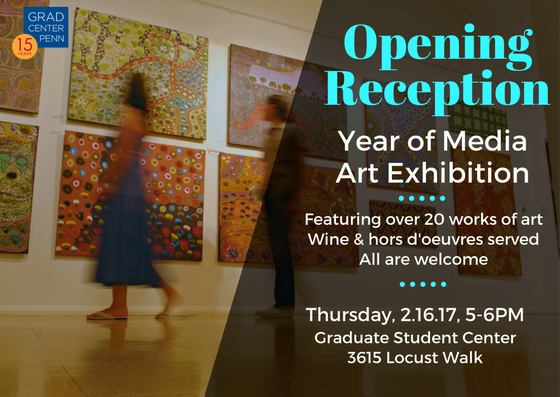 GRAD
CENTER
PENN
15
YEARS
Opening
Reception
Year of Media
Art Exhibition
Featuring over 20 works of art
Wine & hors d'oeuvres served
All are welcome
Thursday, 2.16.17, 5-6PM
Graduate Student Center
3615 Locust Walk